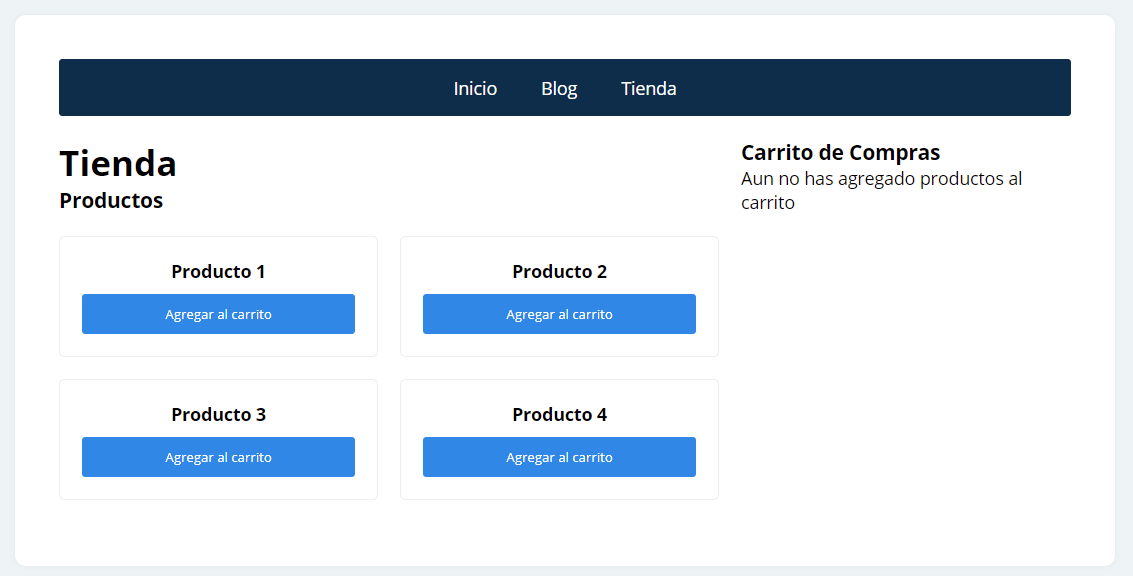 Inicio Blog Tienda
Tienda
Productos
Producto 1
Agregar al carrito
Producto 2
Agregar al carrito
Producto 3
Agregar al carrito
Producto 4
Agregar al carrito
Carrito de Compras
Aun no has agregado productos al
carrito